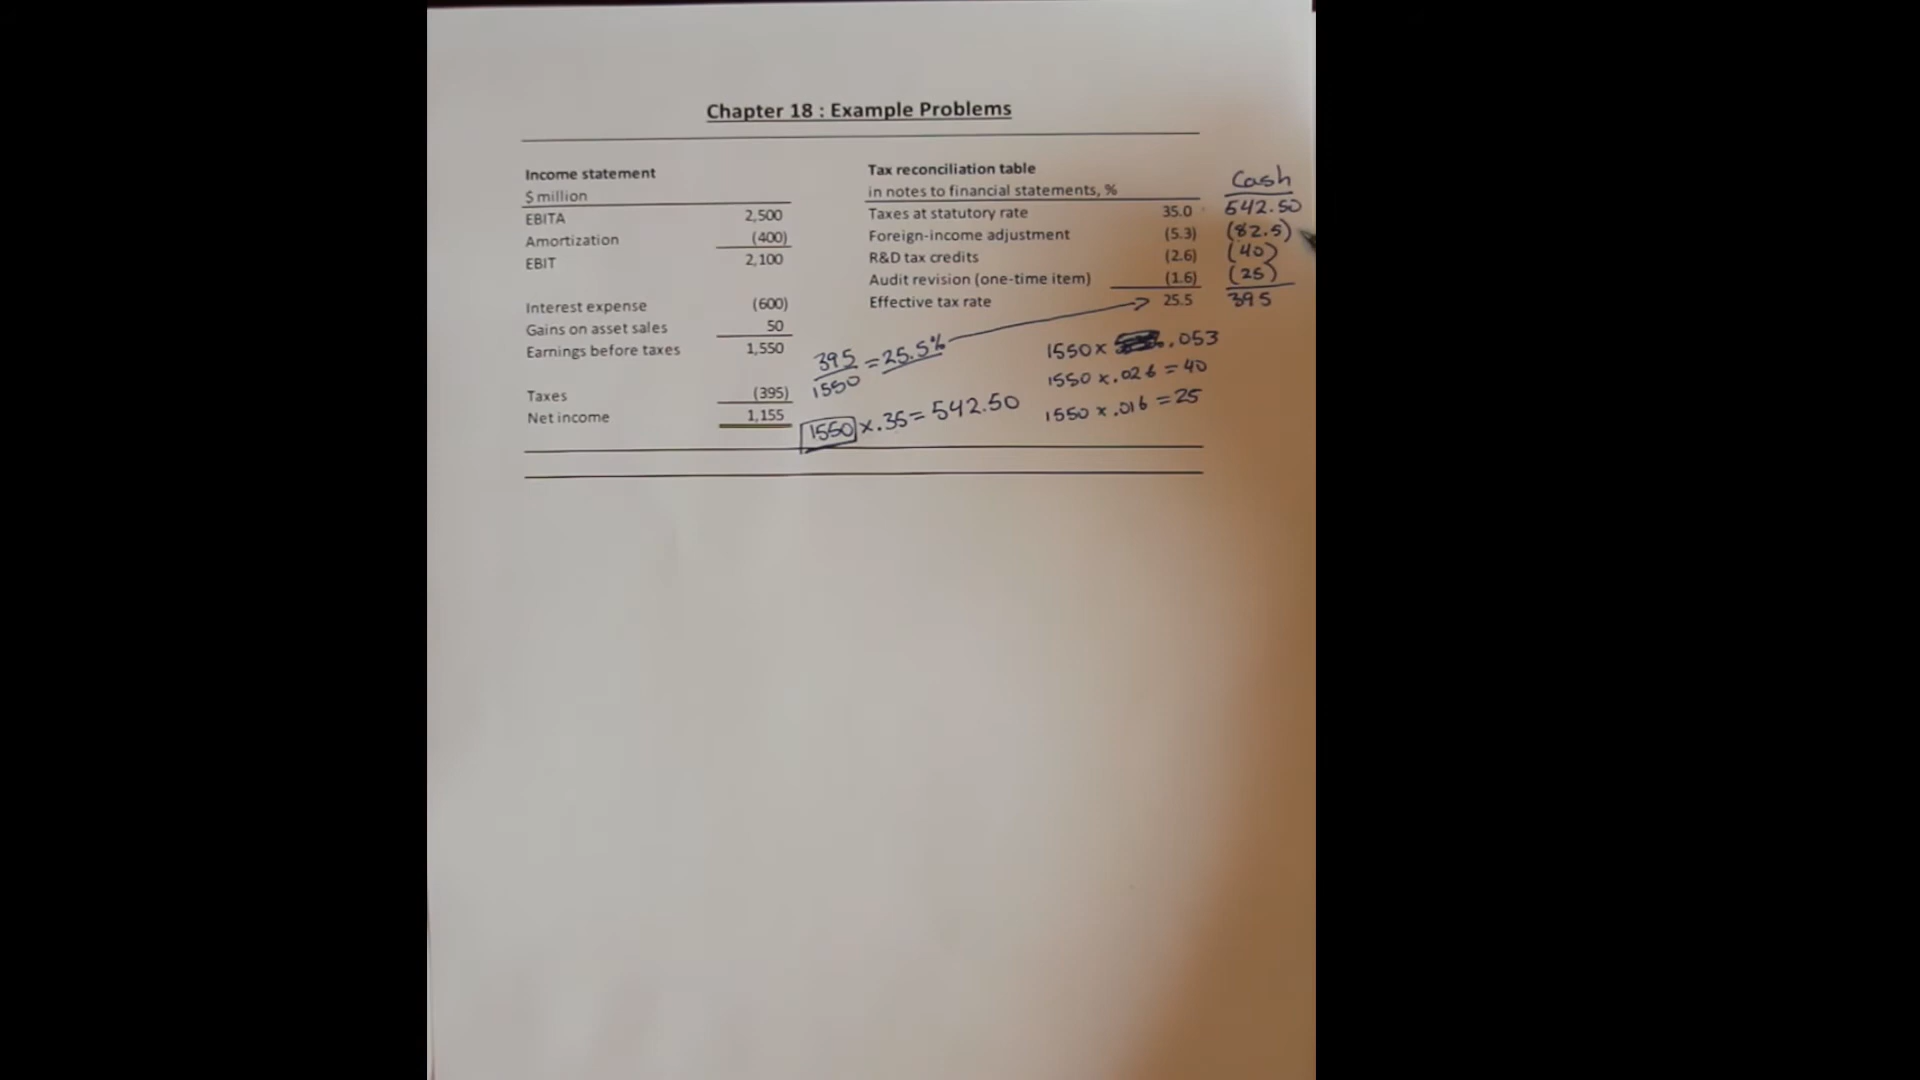 Chapter 18 : Example Problems
Income statement
$ million
EBITA 2,500
Amortization (400)
EBIT 2,100
Interest expense (600)
Gains on asset sales 50
Earnings before taxes 1,550
Taxes (395)
Net income 1,155
Tax reconciliation table
in notes to financial statements, %
Taxes at statutory rate 35.0
Foreign-income adjustment (5.3)
R&D tax credits (2.6)
Audit revision (one-time item) (1.6)
Effective tax rate 25.5
Cash
542.50
(82.5)
(40)
(25)
395
395
1550
= 25.5%
1550 x .35 = 542.50
1550 x .053
1550 x .026 = 40
1550 x .016 = 25